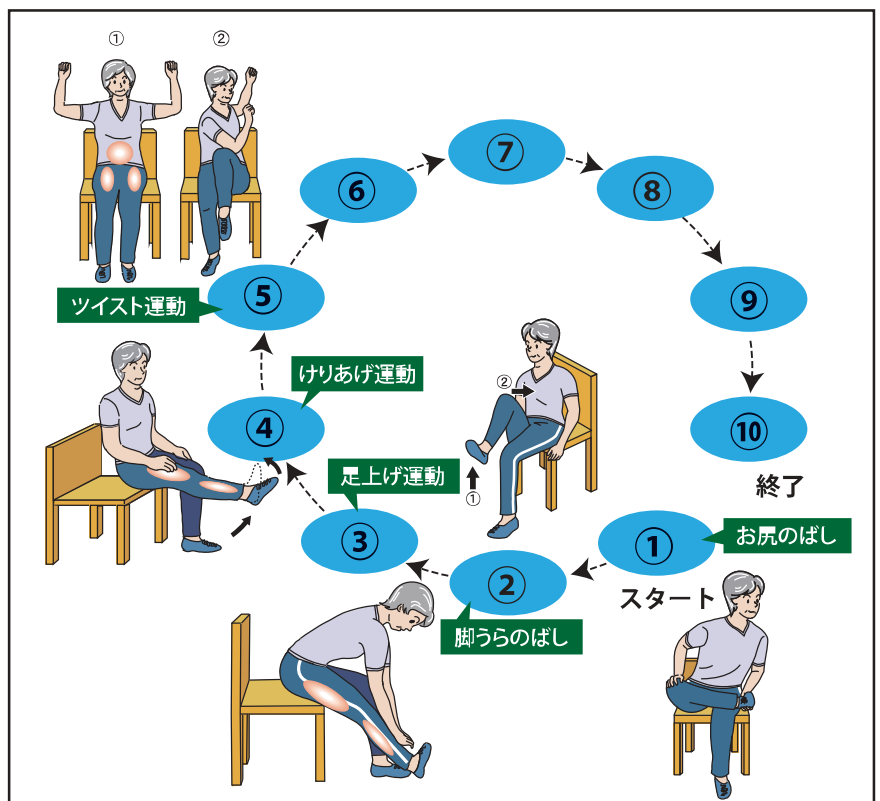 ① ②
⑦
⑥
⑧
⑤
⑨
ツイスト運動
けりあげ運動
②
④
⑩
足上げ運動
終了
①
③
①
お尻のばし
②
スタート
脚うらのばし